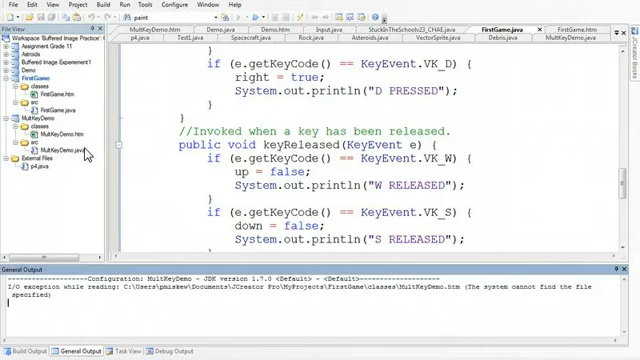 File Edit View Project Build Run Tools Configure Window Help
paint
File View
Workspace 'Buffered Image Practice': 6
Assignment Grade 11
Astroids
Buffered Image Experiement1
Demo
FirstGame
classes
FirstGame.htm
src
FirstGame.java
MultKeyDemo
classes
MultKeyDemo.htm
src
MultKeyDemo.java
External Files
p4.java
MultKeyDemo.htm Demo.java Demo.htm StuckInTheSchoolv23_CHAE.java FirstGame.java FirstGame.htm
p4.java Test1.java Rock.java Asteroids.java VectorSprite.java Debris.java MultKeyDemo.java
}
if (e.getKeyCode() == KeyEvent.VK_D) {
right = true;
System.out.println("D PRESSED");
}
}
//Invoked when a key has been released.
public void keyReleased(KeyEvent e) {
if (e.getKeyCode() == KeyEvent.VK_W) {
up = false;
System.out.println("W RELEASED");
}
if (e.getKeyCode() == KeyEvent.VK_S) {
down = false;
System.out.println("S RELEASED");
}
JCreator Books
General Output
--------------------Configuration: MultKeyDemo - JDK version 1.7.0 <Default> - <Default>--------------------
I/O exception while reading: C:\Users\pmiskew\Documents\JCreator Pro\MyProjects\FirstGame\classes\MultKeyDemo.htm (The system cannot find the file
specified)
Build Output General Output Task View Debug Output